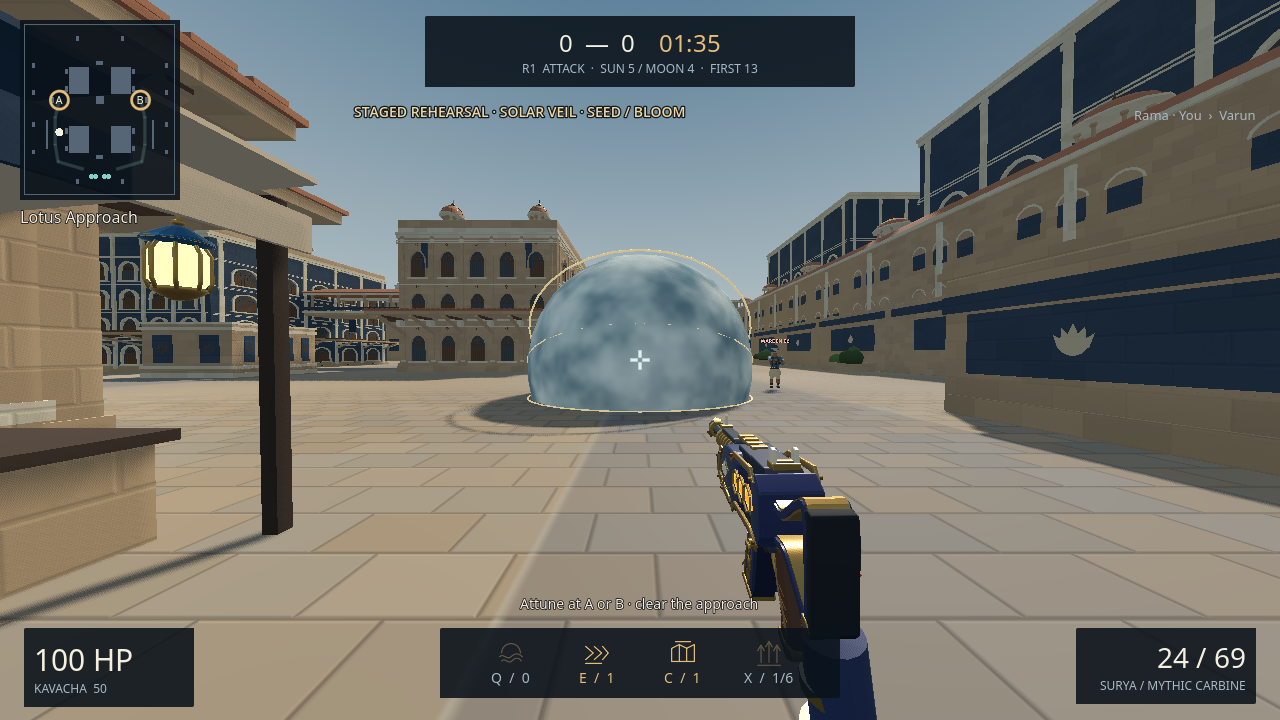 0 — 0 01:35
R1 ATTACK · SUN 5 / MOON 4 · FIRST 13
STAGED REHEARSAL · SOLAR VEIL · SEED / BLOOM
Rama · You › Varun
A
B
Lotus Approach
Attune at A or B · clear the approach
100 HP
KAVACHA 50
Q / 0
E / 1
C / 1
X / 1/6
24 / 69
SURYA / MYTHIC CARBINE